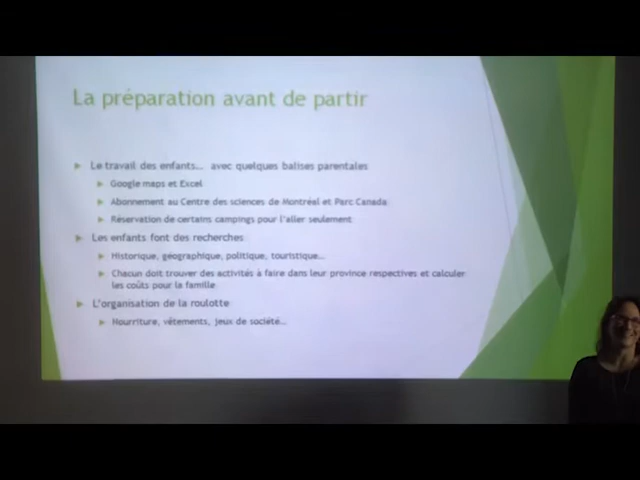 La préparation avant de partir
Le travail des enfants... avec quelques balises parentales
Google maps et Excel
Abonnement au Centre des sciences de Montréal et Parc Canada
Réservation de certains campings pour l'aller seulement
Les enfants font des recherches
Historique, géographique, politique, touristique...
Chacun doit trouver des activités à faire dans leur province respectives et calculer
les coûts pour la famille
L'organisation de la roulotte
Nourriture, vêtements, jeux de société...